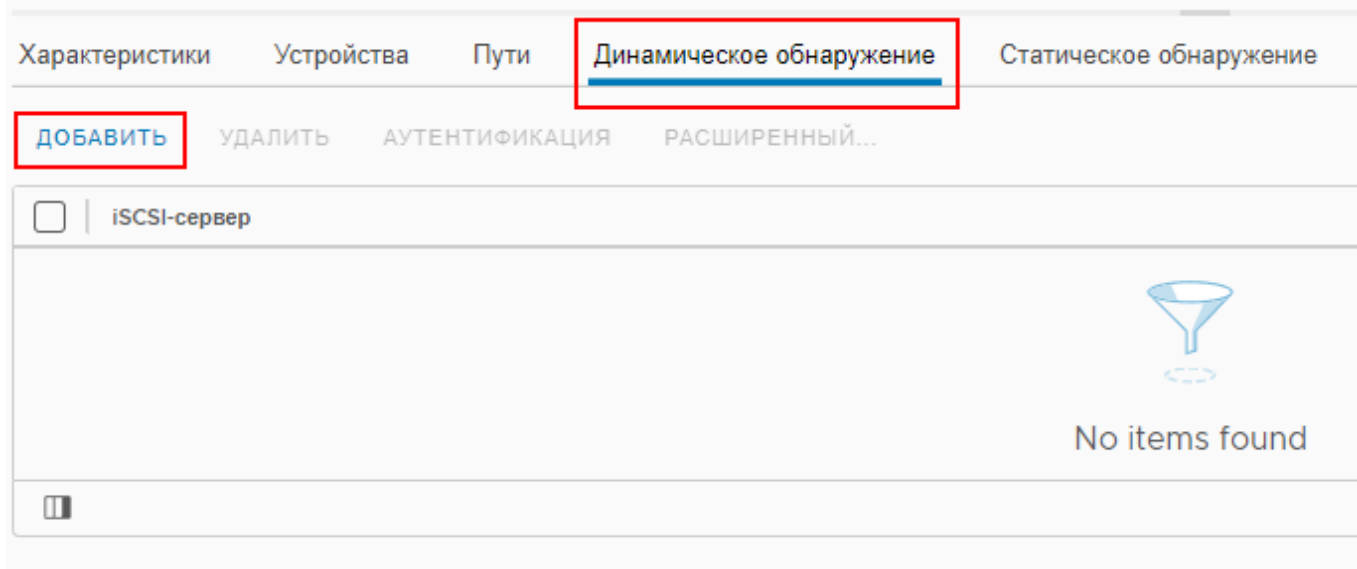 Характеристики Устройства Пути Динамическое обнаружение Статическое обнаружение
ДОБАВИТЬ УДАЛИТЬ АУТЕНТИФИКАЦИЯ РАСШИРЕННЫЙ...
iSCSI-сервер
No items found